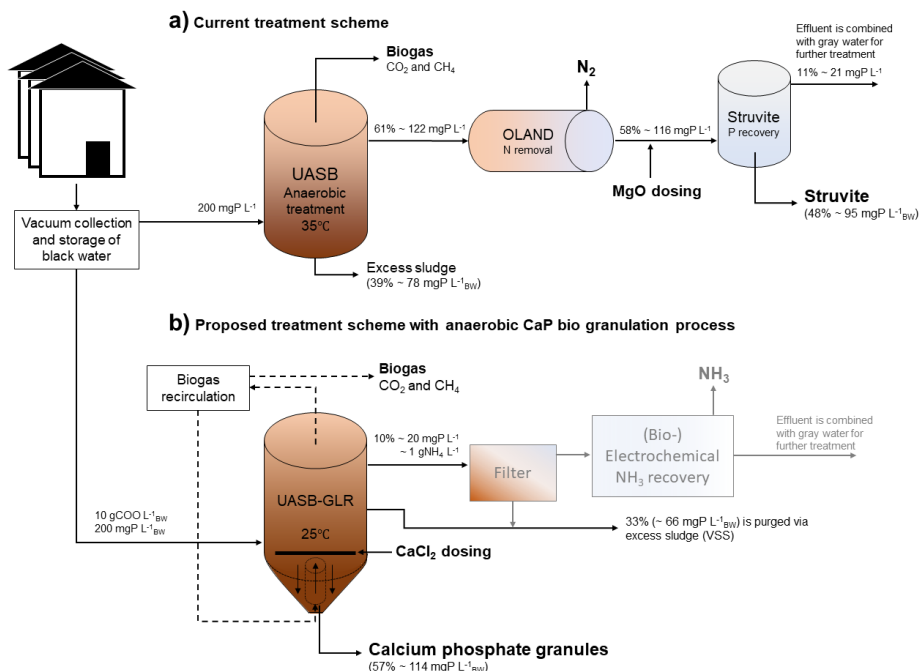 a) Current treatment scheme
Biogas
CO2 and CH4
N2
Effluent is combined
with gray water for
further treatment
11% ~ 21 mgP L-1
UASB
Anaerobic
treatment
35℃
61% ~ 122 mgP L-1
OLAND
N removal
58% ~ 116 mgP L-1
Struvite
P recovery
MgO dosing
Struvite
(48% ~ 95 mgP L-1BW)
Vacuum collection
and storage of
black water
200 mgP L-1
Excess sludge
(39% ~ 78 mgP L-1BW)
b) Proposed treatment scheme with anaerobic CaP bio granulation process
Biogas
recirculation
Biogas
CO2 and CH4
NH3
10% ~ 20 mgP L-1
~ 1 gNH4 L-1
Filter
(Bio-)
Electrochemical
NH3 recovery
Effluent is combined
with gray water for
further treatment
UASB-GLR
25℃
10 gCOO L-1BW
200 mgP L-1BW
33% (~ 66 mgP L-1BW) is purged via
excess sludge (VSS)
CaCl2 dosing
Calcium phosphate granules
(57% ~ 114 mgP L-1BW)